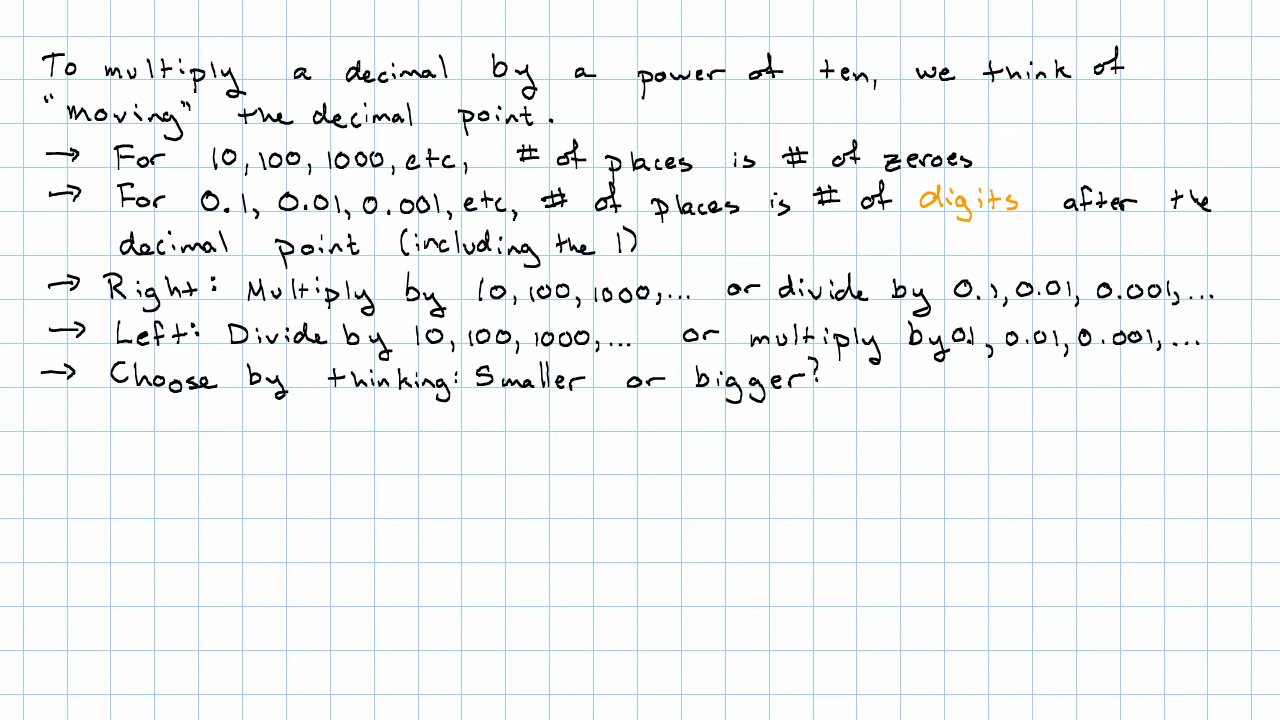 To multiply a decimal by a power of ten, we think of
"moving" the decimal point.
→ For 10, 100, 1000, etc, # of places is # of zeroes
→ For 0.1, 0.01, 0.001, etc, # of places is # of digits after the
decimal point (including the 1)
→ Right: Multiply by 10, 100, 1000, ... or divide by 0.1, 0.01, 0.001, ...
→ Left: Divide by 10, 100, 1000, ... or multiply by 0.1, 0.01, 0.001, ...
→ Choose by thinking: Smaller or bigger?